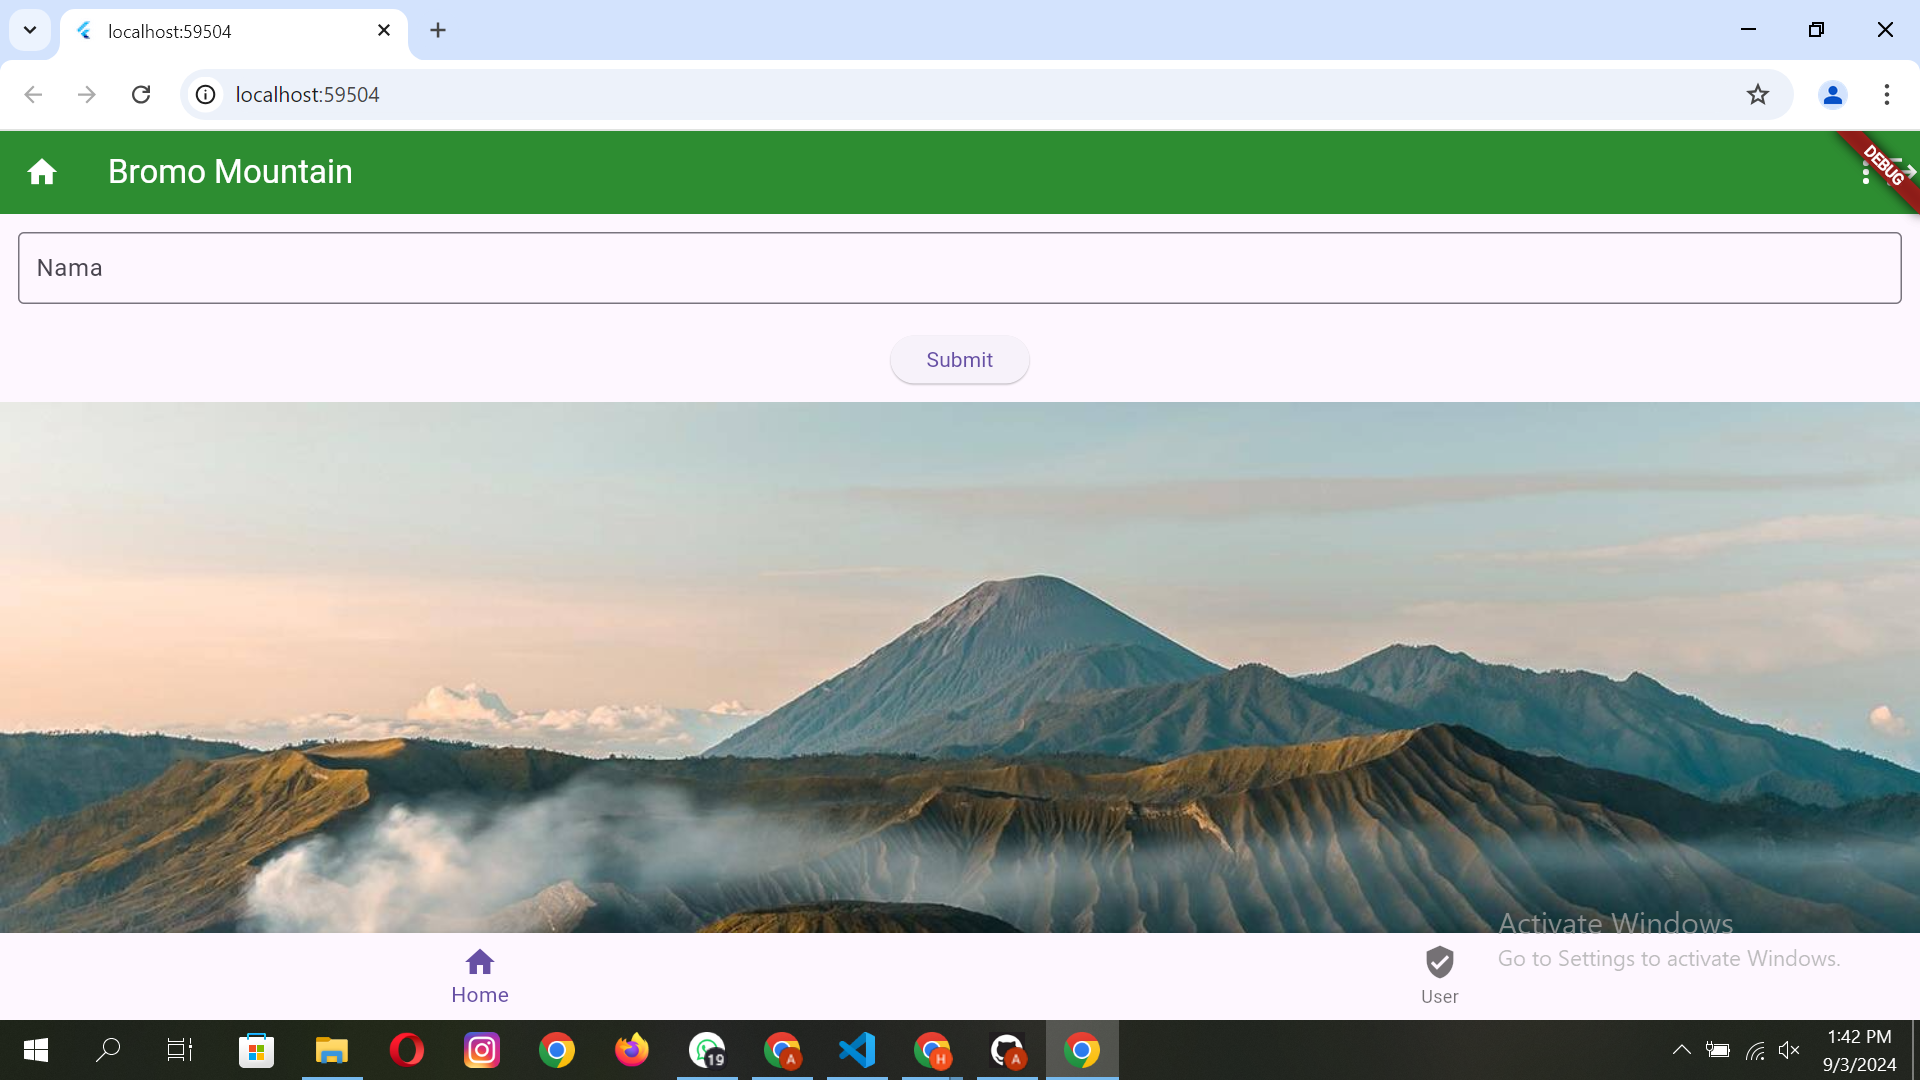 localhost:59504
localhost:59504
Bromo Mountain
DEBUG
Nama
Submit
Activate Windows
Go to Settings to activate Windows.
Home
User
19
A
H
A
1:42 PM
9/3/2024